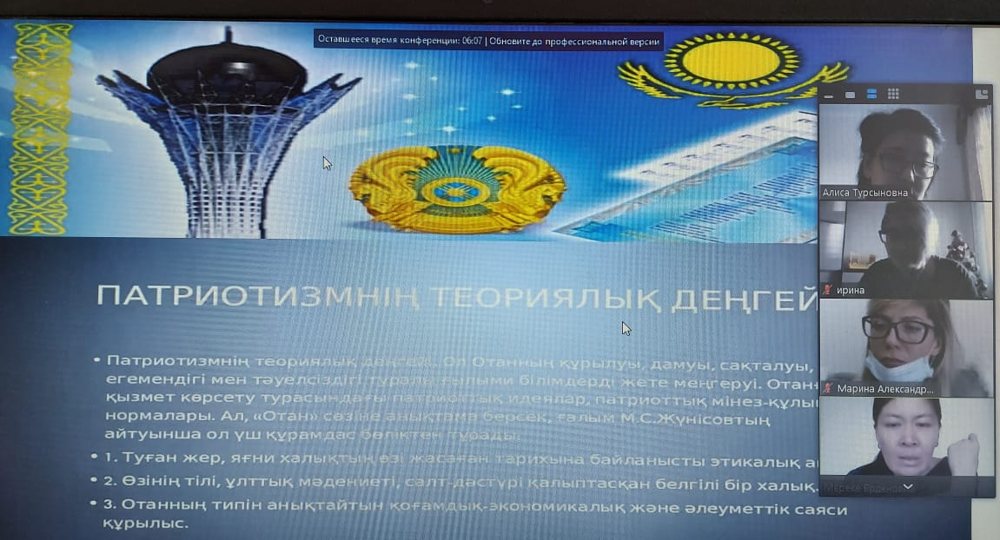 Оставшееся время конференции: 06:07 | Обновите до профессиональной версии
ПАТРИОТИЗМНІҢ ТЕОРИЯЛЫҚ ДЕҢГЕЙ
• Патриотизмнің теориялық деңгейі. Ол Отанның құрылуы, дамуы, сақталуы,
егемендігі мен тәуелсіздігі туралы ғылыми білімдерді жете меңгеруі. Отан
қызмет көрсету турасындағы патриоттық идеялар, патриоттық мінез-құлы
нормалары. Ал, «Отан» сөзіне анықтама берсек, ғалым М.С.Жүнісовтың
айтуынша ол үш құрамдас бөліктен тұрады.
• 1. Туған жер, яғни халықтың өзі жасаған тарихына байланысты этикалық
• 2. Өзінің тілі, ұлттық мәдениеті, салт-дәстүрі қалыптасқан белгілі бір халық.
• 3. Отанның типін анықтайтын қоғамдық-экономикалық және әлеуметтік саяси
құрылыс.
Алиса Турсыновна
ирина
Марина Александр...